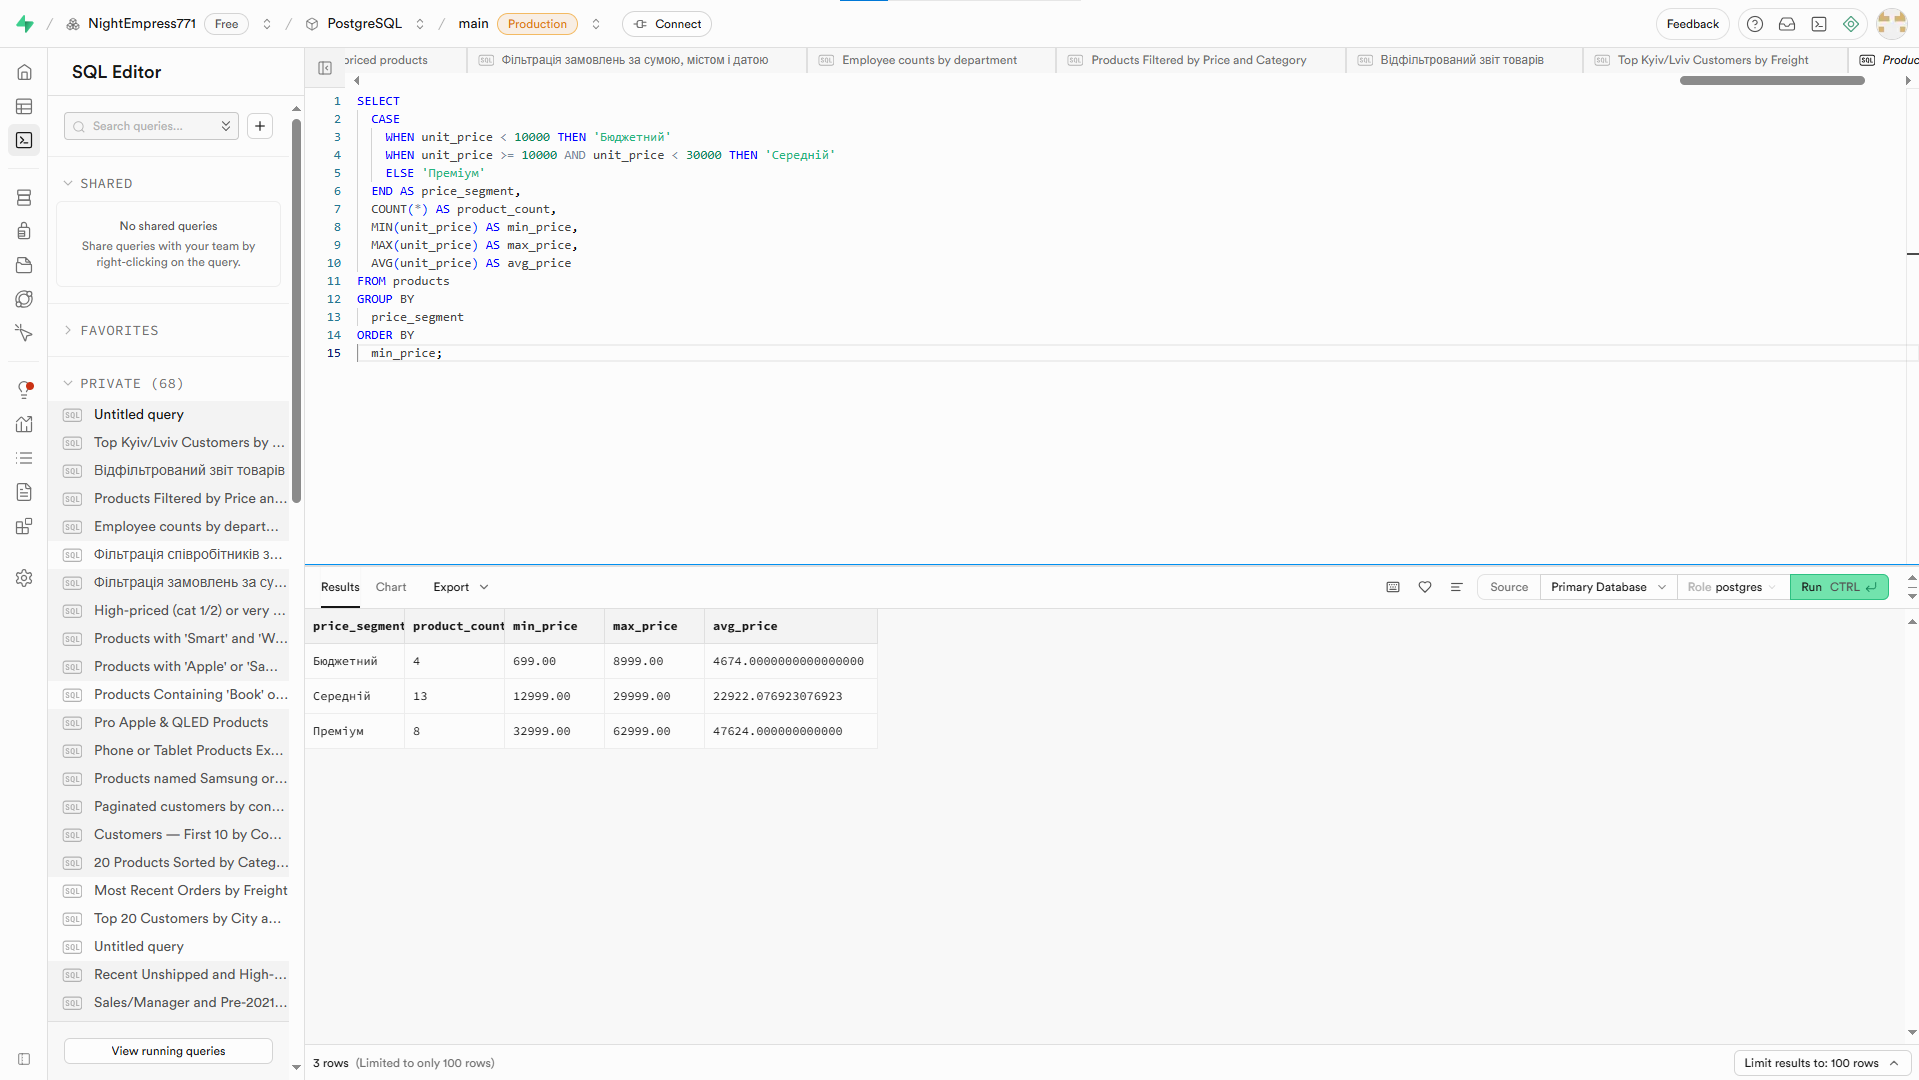 NightEmpress771 Free / PostgreSQL / main Production Connect Feedback
SQL Editor
Search queries...
SHARED
No shared queries
Share queries with your team by
right-clicking on the query.
FAVORITES
PRIVATE (68)
Untitled query
Top Kyiv/Lviv Customers by ...
Відфільтрований звіт товарів
Products Filtered by Price an...
Employee counts by depart...
Фільтрація співробітників з...
Фільтрація замовлень за су...
High-priced (cat 1/2) or very ...
Products with 'Smart' and 'W...
Products with 'Apple' or 'Sa...
Products Containing 'Book' o...
Pro Apple & QLED Products
Phone or Tablet Products Ex...
Products named Samsung or...
Paginated customers by con...
Customers — First 10 by Co...
20 Products Sorted by Categ...
Most Recent Orders by Freight
Top 20 Customers by City a...
Untitled query
Recent Unshipped and High-...
Sales/Manager and Pre-2021...
View running queries
priced products Фільтрація замовлень за сумою, містом і датою Employee counts by department Products Filtered by Price and Category Відфільтрований звіт товарів Top Kyiv/Lviv Customers by Freight Produc
1 SELECT
2 CASE
3 WHEN unit_price < 10000 THEN 'Бюджетний'
4 WHEN unit_price >= 10000 AND unit_price < 30000 THEN 'Середній'
5 ELSE 'Преміум'
6 END AS price_segment,
7 COUNT(*) AS product_count,
8 MIN(unit_price) AS min_price,
9 MAX(unit_price) AS max_price,
10 AVG(unit_price) AS avg_price
11 FROM products
12 GROUP BY
13 price_segment
14 ORDER BY
15 min_price;
Results Chart Export Source Primary Database Role postgres Run CTRL
price_segment product_count min_price max_price avg_price
Бюджетний 4 699.00 8999.00 4674.0000000000000000
Середній 13 12999.00 29999.00 22922.076923076923
Преміум 8 32999.00 62999.00 47624.000000000000
3 rows (Limited to only 100 rows) Limit results to: 100 rows